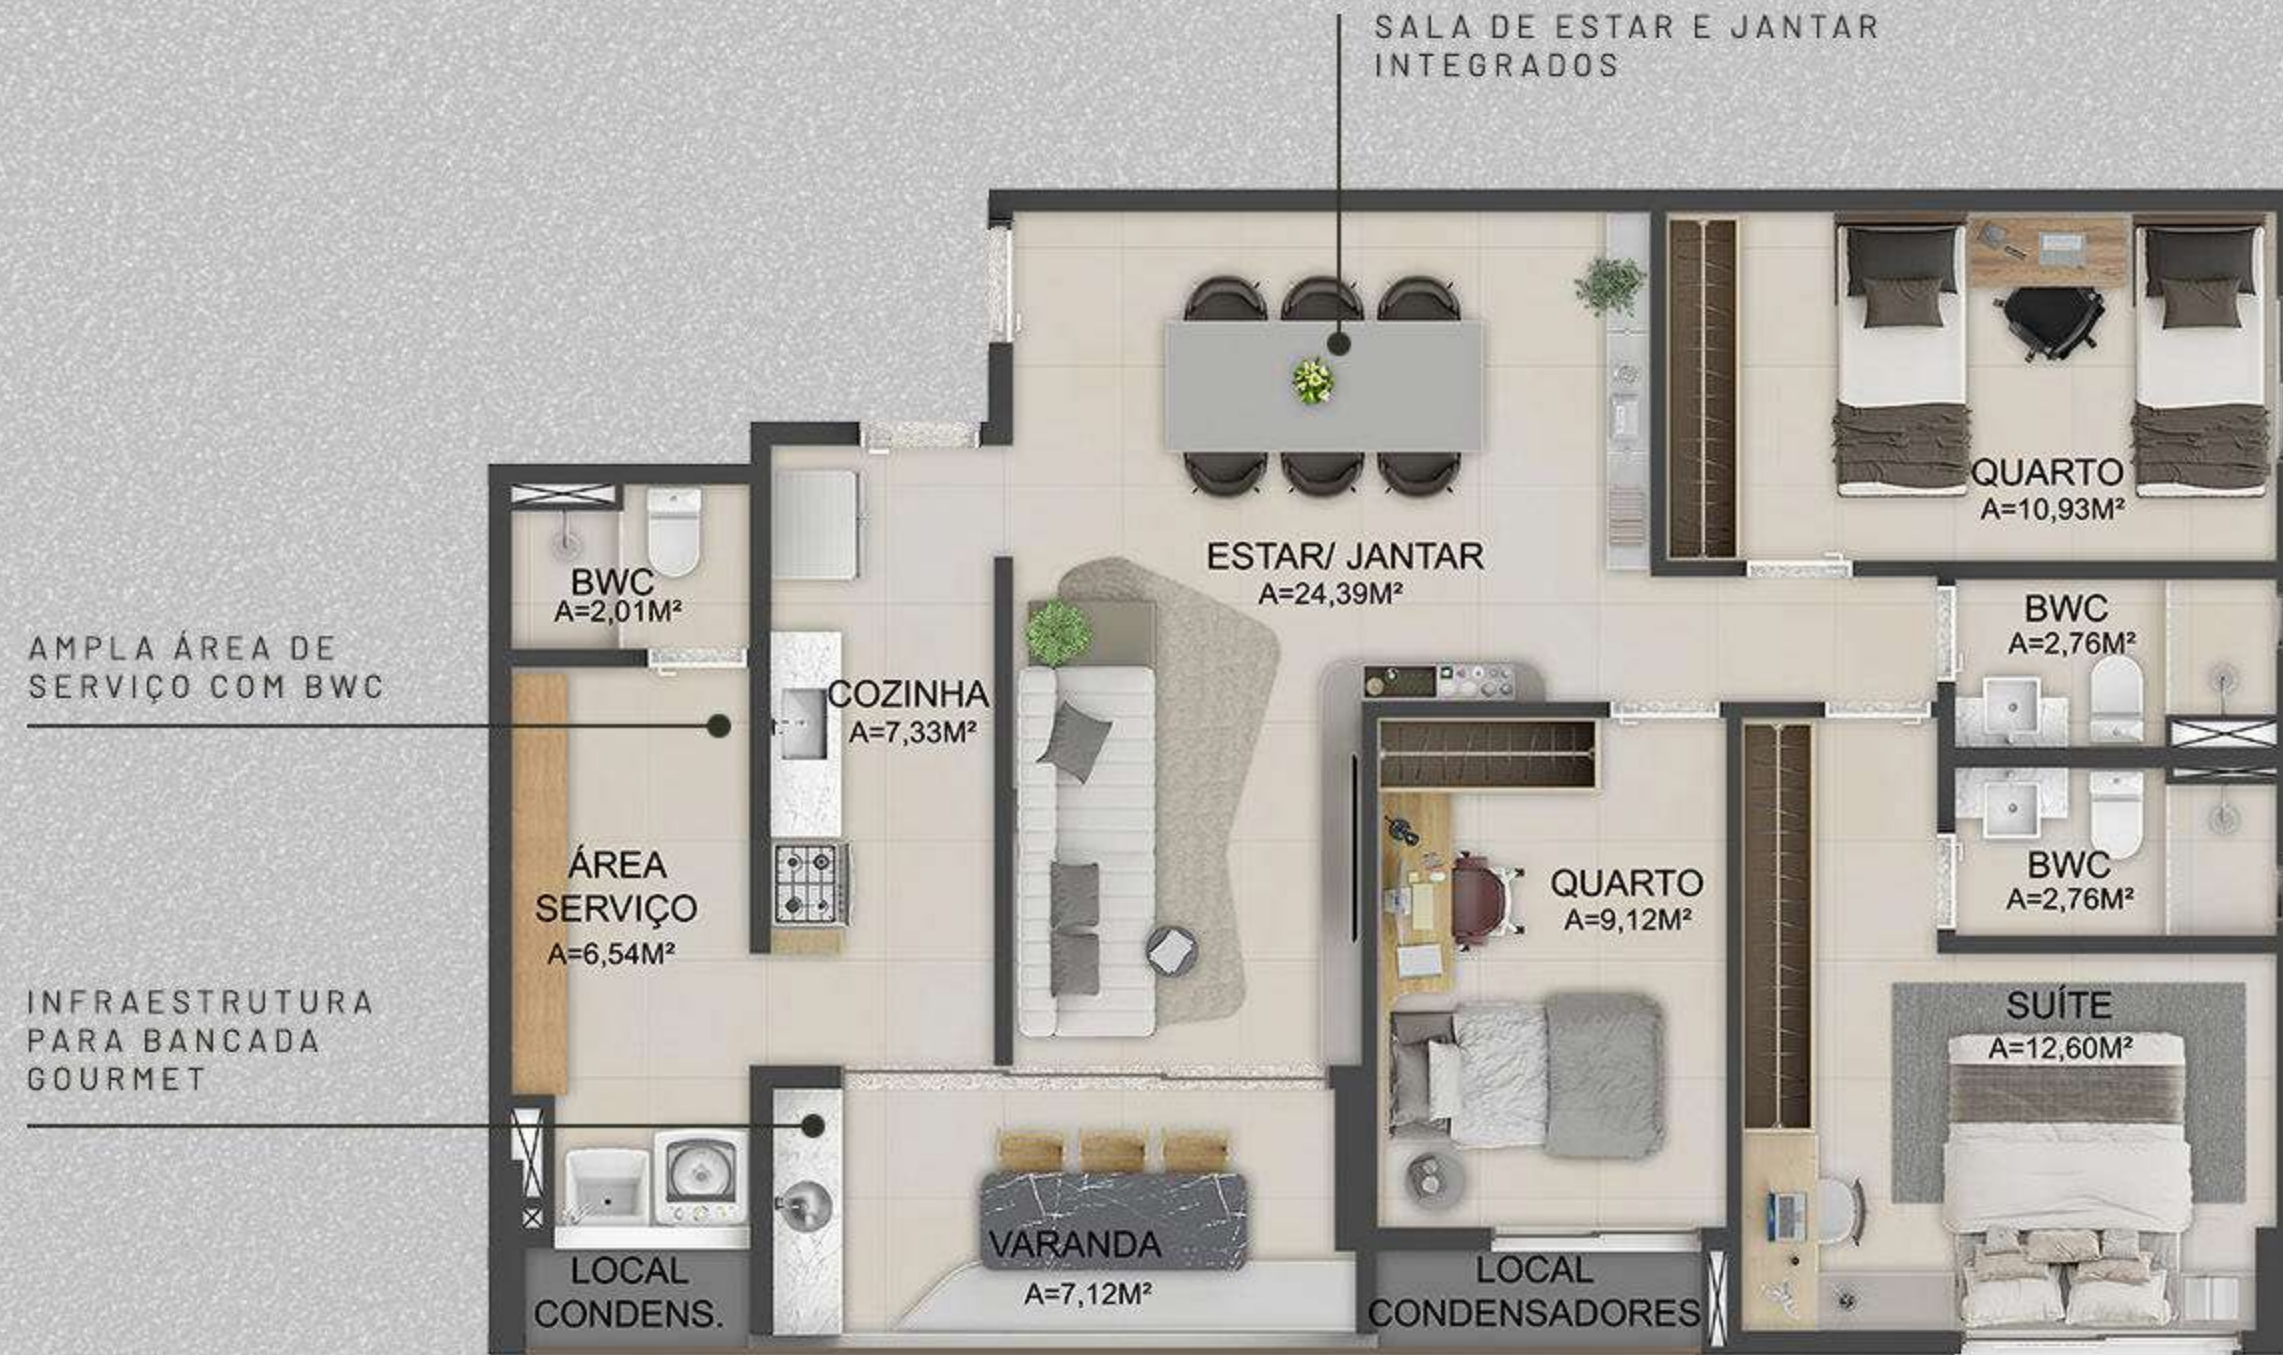 SALA DE ESTAR E JANTAR
INTEGRADOS
QUARTO
A=10,93M²
ESTAR/ JANTAR
A=24,39M²
BWC
A=2,01M²
BWC
A=2,76M²
AMPLA ÁREA DE
SERVIÇO COM BWC
COZINHA
A=7,33M²
ÁREA
SERVIÇO
A=6,54M²
QUARTO
A=9,12M²
BWC
A=2,76M²
INFRAESTRUTURA
PARA BANCADA
GOURMET
SUÍTE
A=12,60M²
VARANDA
A=7,12M²
LOCAL
CONDENS.
LOCAL
CONDENSADORES